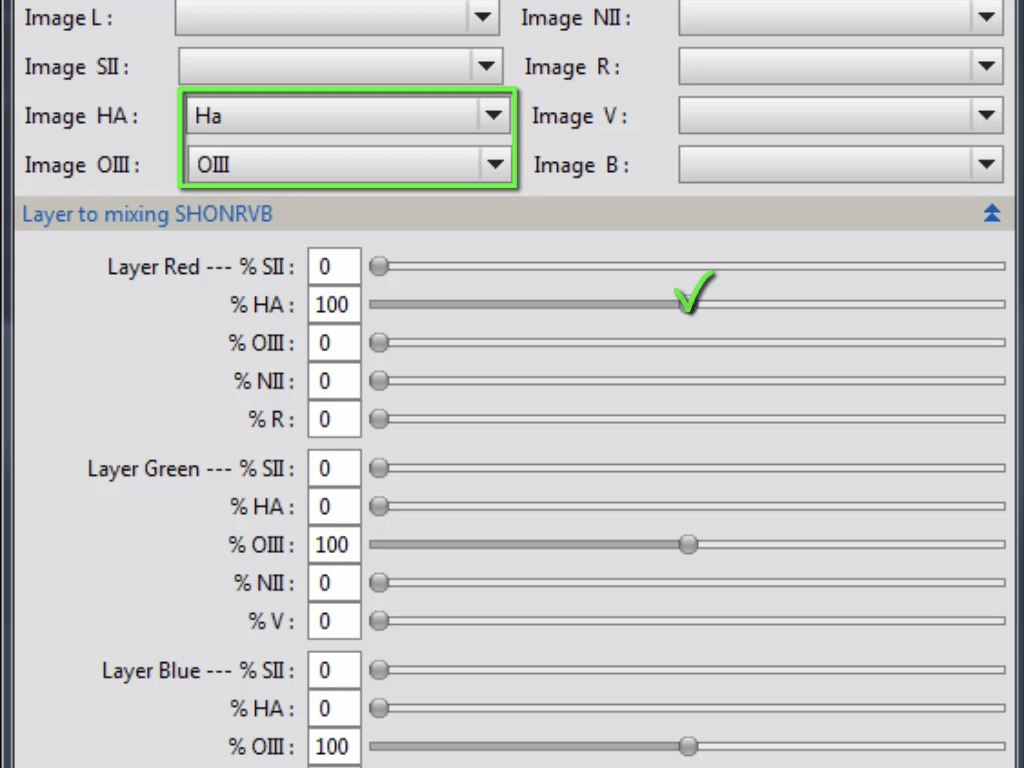 Image L : Image NII :
Image SII : Image R :
Image HA : Ha Image V :
Image OIII : OIII Image B :
Layer to mixing SHONRVB
Layer Red --- % SII : 0
% HA : 100
% OIII : 0
% NII : 0
% R : 0
Layer Green --- % SII : 0
% HA : 0
% OIII : 100
% NII : 0
% V : 0
Layer Blue --- % SII : 0
% HA : 0
% OIII : 100